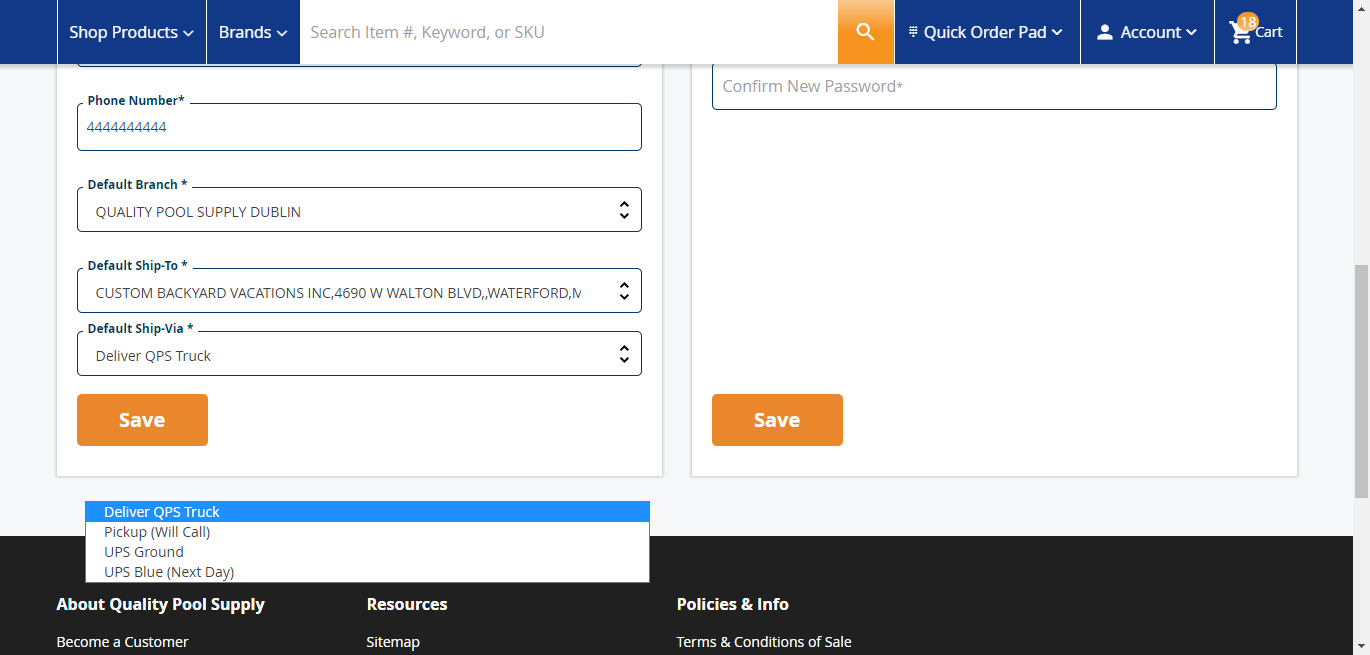 Shop Products
Brands
Search Item #, Keyword, or SKU
Quick Order Pad
Account
18
Cart
Phone Number*
4444444444
Default Branch *
QUALITY POOL SUPPLY DUBLIN
Default Ship-To *
CUSTOM BACKYARD VACATIONS INC,4690 W WALTON BLVD,,WATERFORD,M
Default Ship-Via *
Deliver QPS Truck
Save
Confirm New Password*
Save
Deliver QPS Truck
Pickup (Will Call)
UPS Ground
UPS Blue (Next Day)
About Quality Pool Supply
Become a Customer
Resources
Sitemap
Policies & Info
Terms & Conditions of Sale